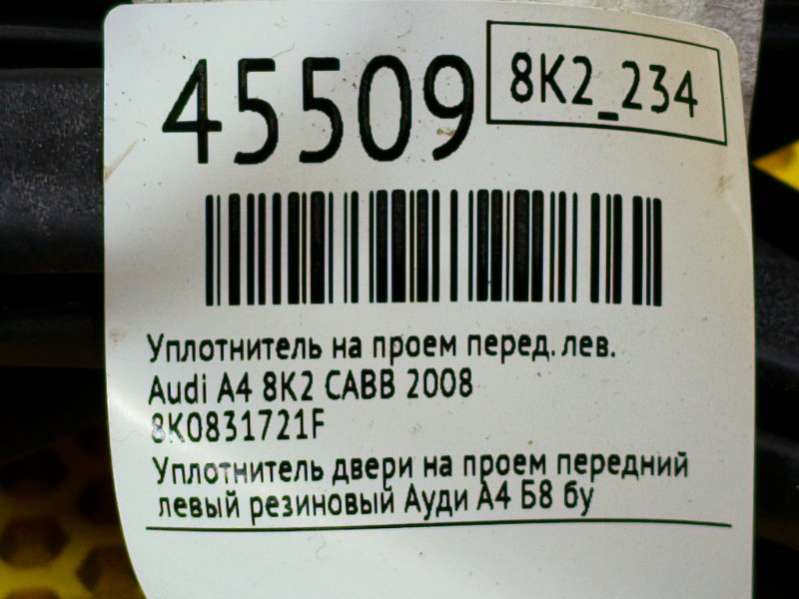 45509
8K2_234
Уплотнитель на проем перед. лев.
Audi A4 8K2 CABB 2008
8K0831721F
Уплотнитель двери на проем передний
левый резиновый Ауди А4 Б8 бу